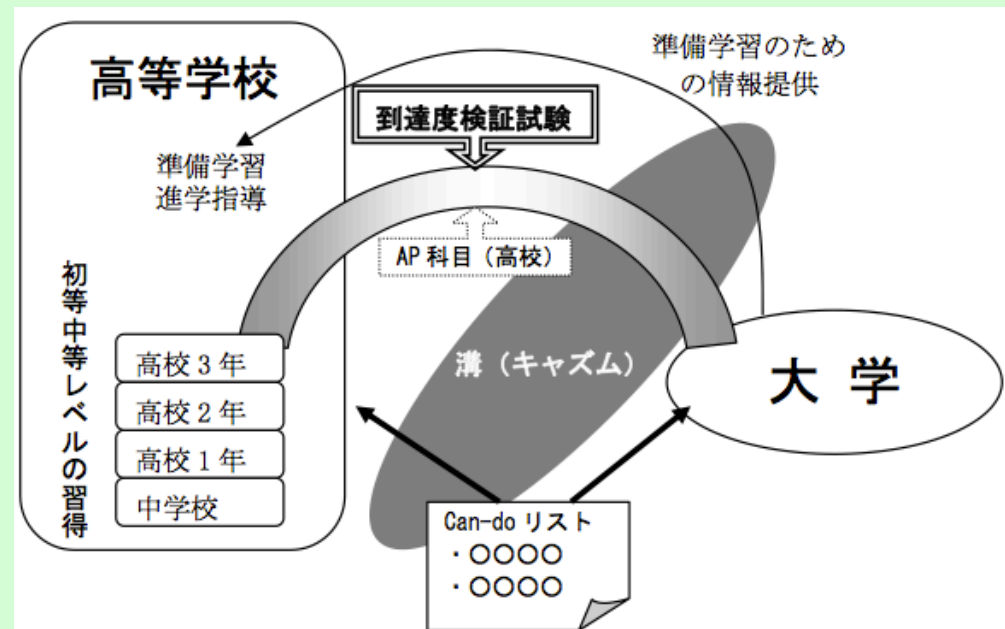 高等学校
準備学習のため
の情報提供
到達度検証試験
準備学習
進学指導
AP 科目（高校）
初等中等レベルの習得
高校３年
高校２年
高校１年
中学校
溝（キャズム）
大 学
Can-do リスト
・〇〇〇〇
・〇〇〇〇